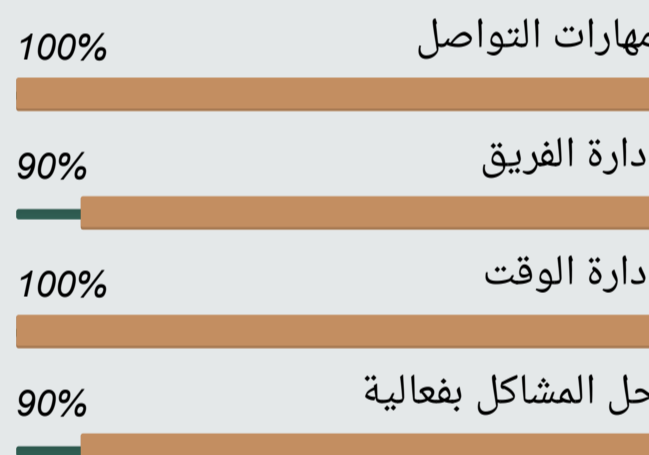 مهارات التواصل
100%
دارة الفريق
90%
دارة الوقت
100%
حل المشاكل بفعالية
90%